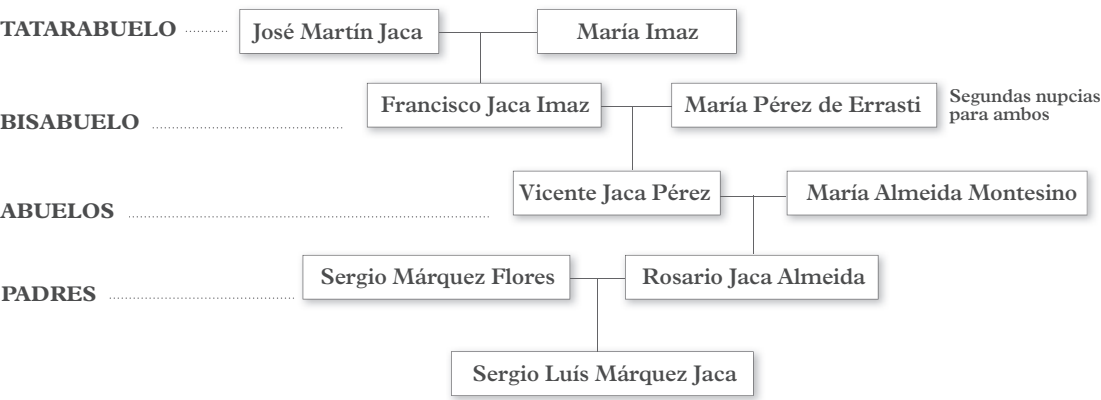 TATARABUELO
José Martín Jaca
María Imaz
BISABUELO
Francisco Jaca Imaz
María Pérez de Errasti
Segundas nupcias
para ambos
ABUELOS
Vicente Jaca Pérez
María Almeida Montesino
PADRES
Sergio Márquez Flores
Rosario Jaca Almeida
Sergio Luís Márquez Jaca